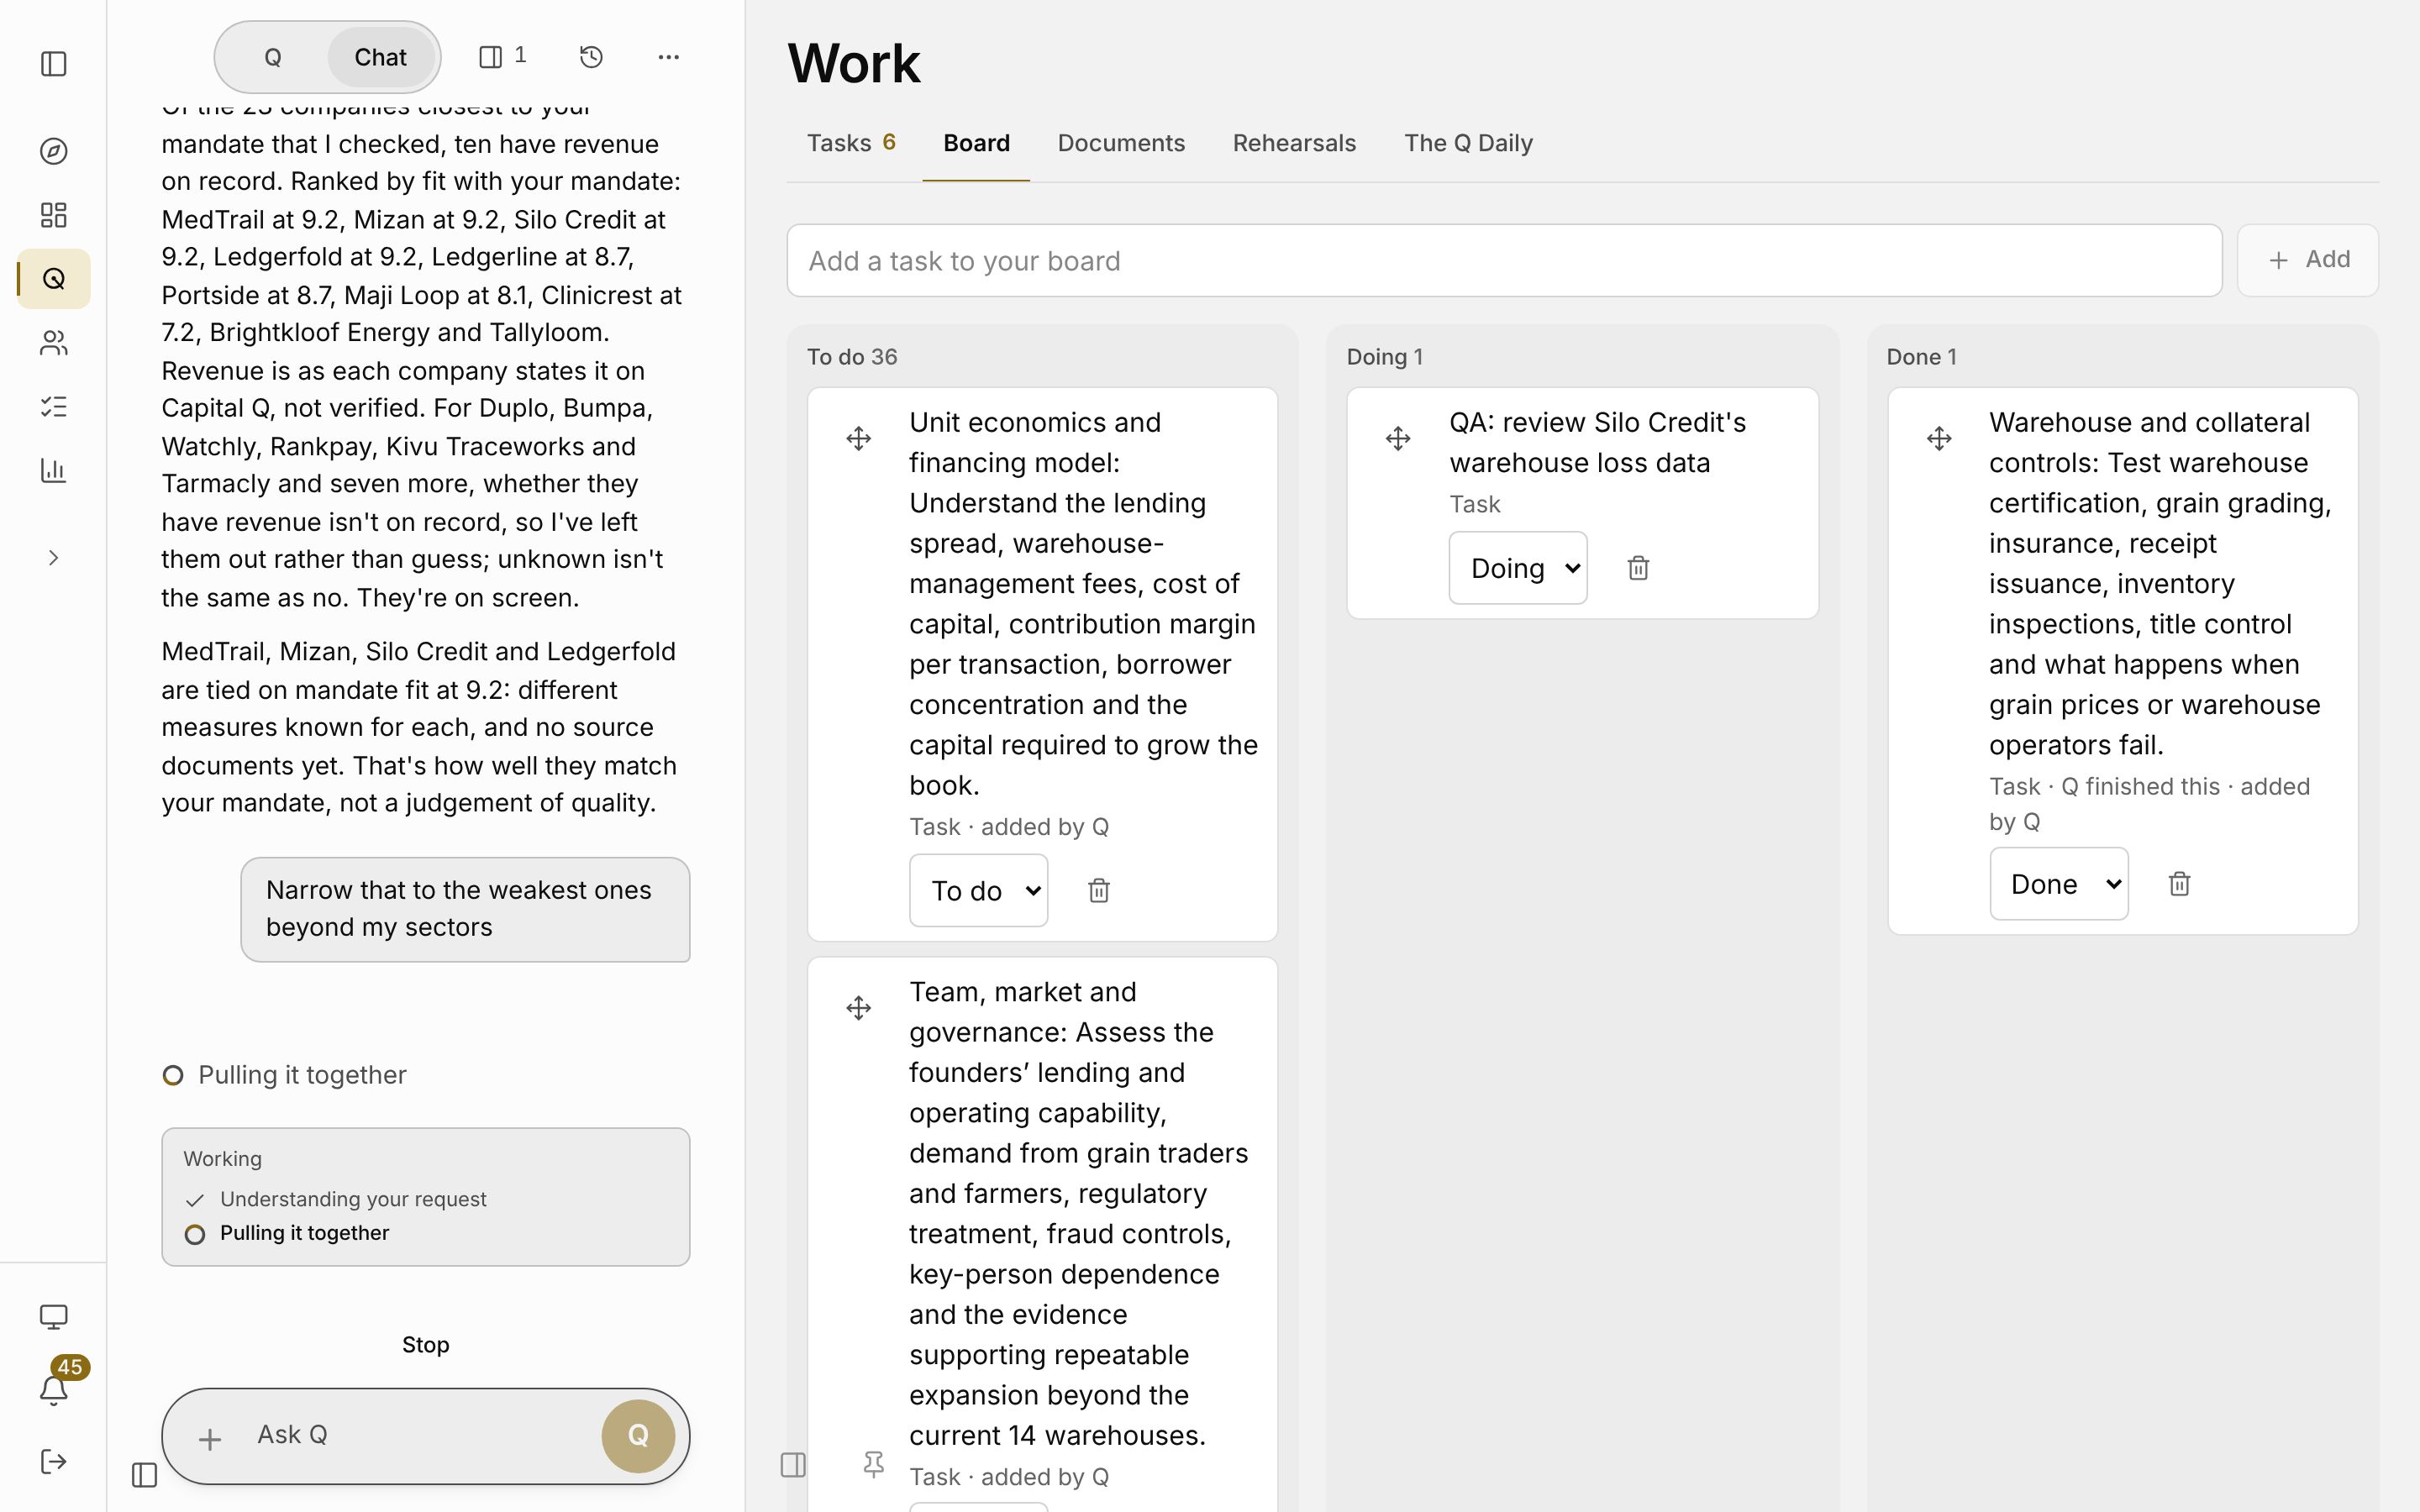 Q
Chat
1
Of the 23 companies closest to your
mandate that I checked, ten have revenue
on record. Ranked by fit with your mandate:
MedTrail at 9.2, Mizan at 9.2, Silo Credit at
9.2, Ledgerfold at 9.2, Ledgerline at 8.7,
Portside at 8.7, Maji Loop at 8.1, Clinicrest at
7.2, Brightkloof Energy and Tallyloom.
Revenue is as each company states it on
Capital Q, not verified. For Duplo, Bumpa,
Watchly, Rankpay, Kivu Traceworks and
Tarmacly and seven more, whether they
have revenue isn't on record, so I've left
them out rather than guess; unknown isn't
the same as no. They're on screen.
MedTrail, Mizan, Silo Credit and Ledgerfold
are tied on mandate fit at 9.2: different
measures known for each, and no source
documents yet. That's how well they match
your mandate, not a judgement of quality.
Narrow that to the weakest ones
beyond my sectors
Pulling it together
Working
Understanding your request
Pulling it together
Stop
Ask Q
Q
Q
45
Work
Tasks 6
Board
Documents
Rehearsals
The Q Daily
Add a task to your board
Add
To do 36
Unit economics and
financing model:
Understand the lending
spread, warehouse-
management fees, cost of
capital, contribution margin
per transaction, borrower
concentration and the
capital required to grow the
book.
Task · added by Q
To do
Team, market and
governance: Assess the
founders’ lending and
operating capability,
demand from grain traders
and farmers, regulatory
treatment, fraud controls,
key-person dependence
and the evidence
supporting repeatable
expansion beyond the
current 14 warehouses.
Task · added by Q
Doing 1
QA: review Silo Credit's
warehouse loss data
Task
Doing
Done 1
Warehouse and collateral
controls: Test warehouse
certification, grain grading,
insurance, receipt
issuance, inventory
inspections, title control
and what happens when
grain prices or warehouse
operators fail.
Task · Q finished this · added
by Q
Done